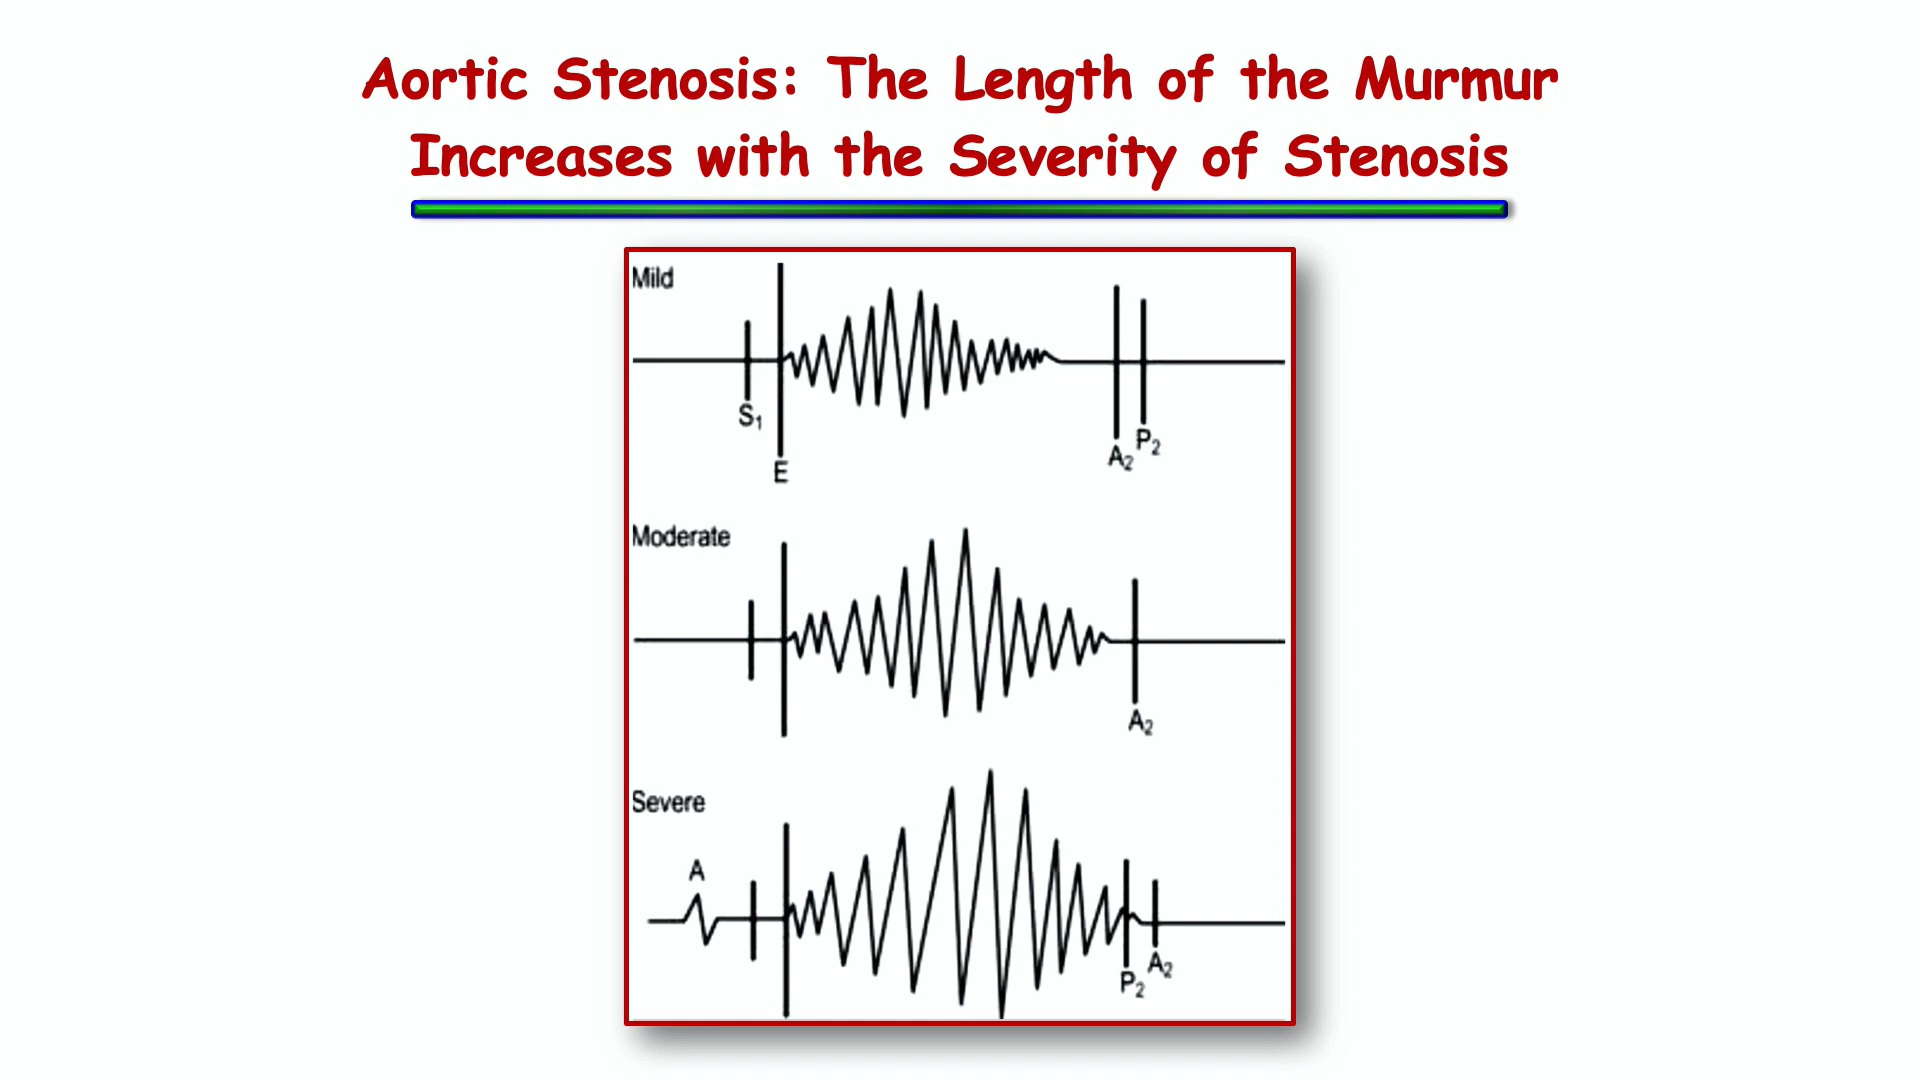 Aortic Stenosis: The Length of the Murmur
Increases with the Severity of Stenosis
Mild
S₁
E
A₂
P₂
Moderate
A₂
Severe
A
P₂
A₂